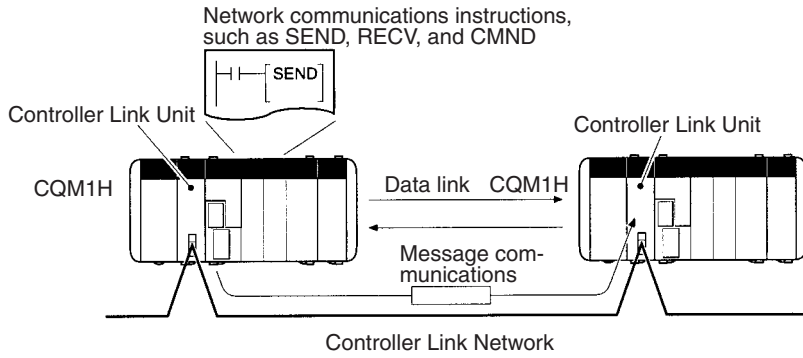 Network communications instructions,
such as SEND, RECV, and CMND
SEND
Controller Link Unit
Controller Link Unit
CQM1H
Data link
CQM1H
Message com-
munications
Controller Link Network